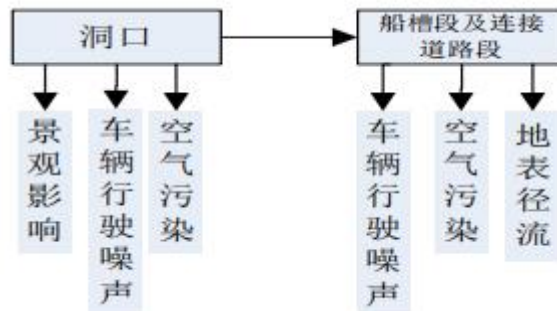 洞口
船槽段及连接
道路段
景观影响
车辆行驶噪声
空气污染
车辆行驶噪声
空气污染
地表径流